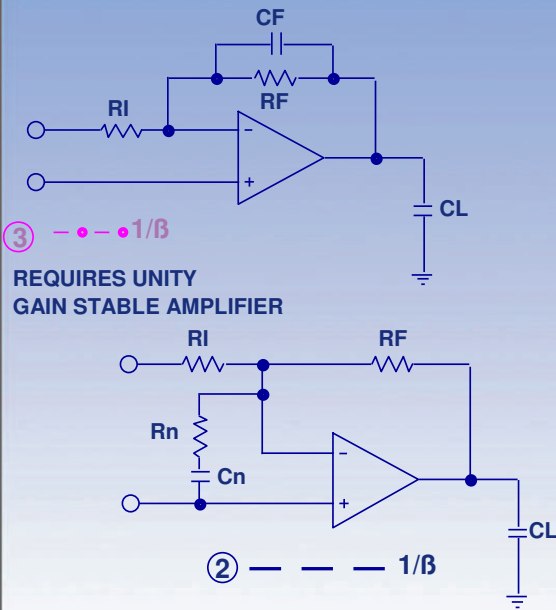 CF
RF
RI
−
+
CL
③ 1/ß
REQUIRES UNITY
GAIN STABLE AMPLIFIER
RI RF
Rn
Cn
−
+
CL
② 1/ß